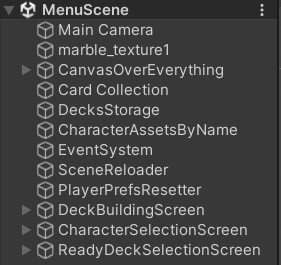 MenuScene
Main Camera
marble_texture1
CanvasOverEverything
Card Collection
DecksStorage
CharacterAssetsByName
EventSystem
SceneReloader
PlayerPrefsResetter
DeckBuildingScreen
CharacterSelectionScreen
ReadyDeckSelectionScreen